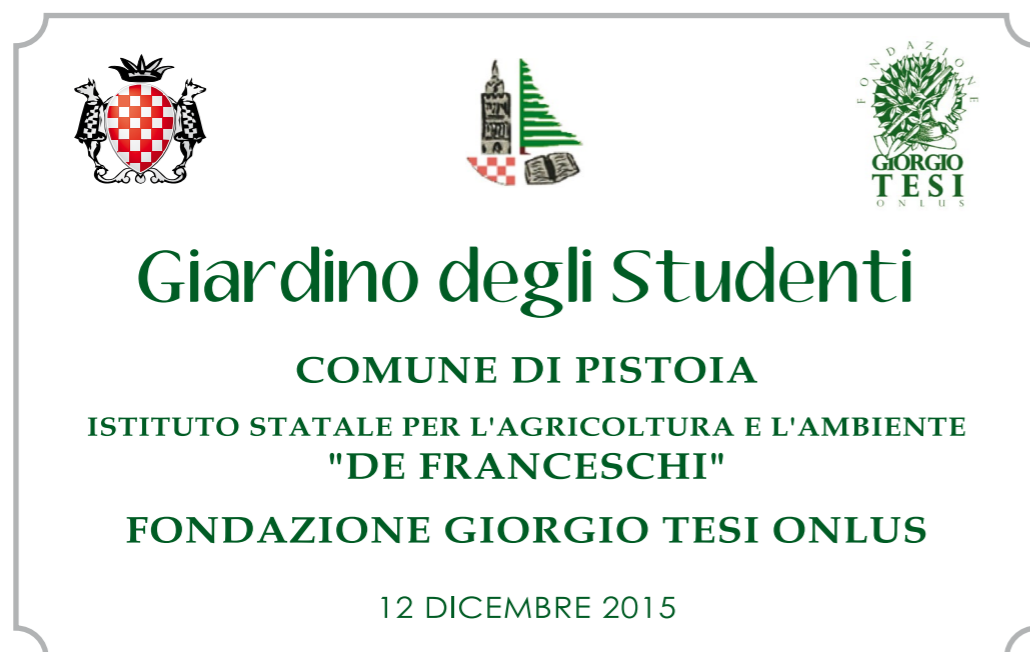 FONDAZIONE
GIORGIO
TESI
ONLUS
Giardino degli Studenti
COMUNE DI PISTOIA
ISTITUTO STATALE PER L'AGRICOLTURA E L'AMBIENTE
"DE FRANCESCHI"
FONDAZIONE GIORGIO TESI ONLUS
12 DICEMBRE 2015